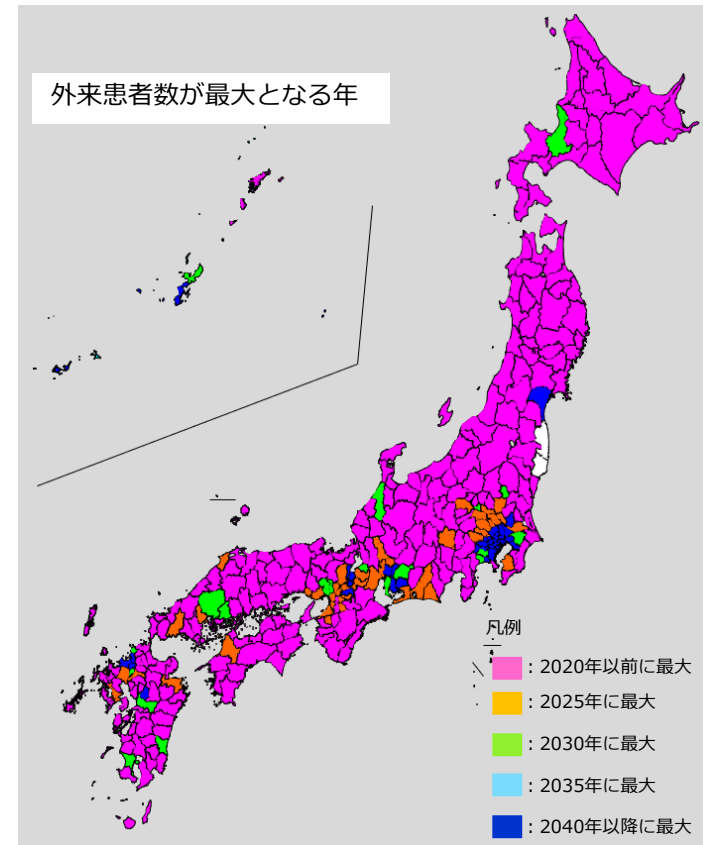 外来患者数が最大となる年
凡例
：2020年以前に最大
：2025年に最大
：2030年に最大
：2035年に最大
：2040年以降に最大